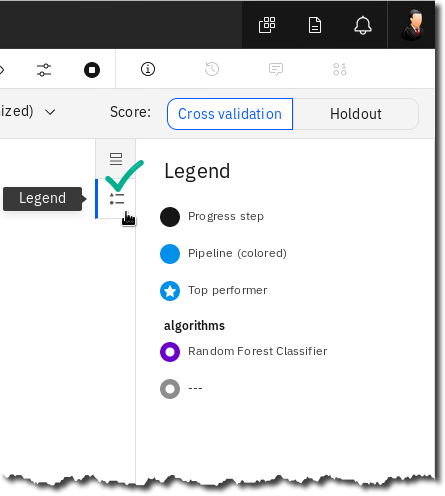 ized)
Score:
Cross validation
Holdout
Legend
Legend
Progress step
Pipeline (colored)
Top performer
algorithms
Random Forest Classifier
---